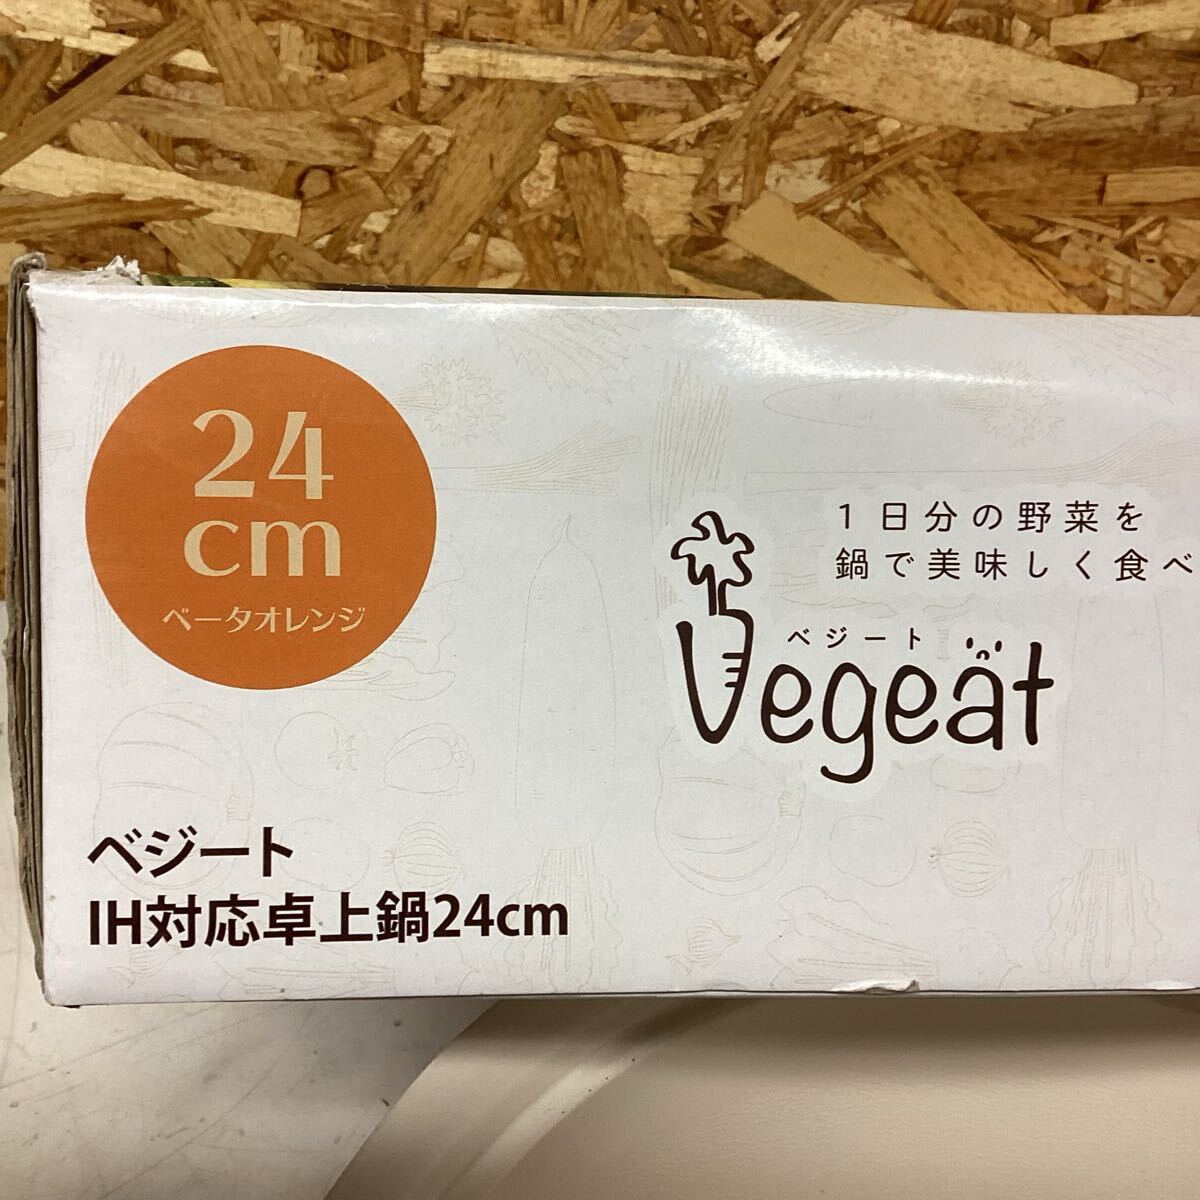 24
cm
ベータオレンジ
1日分の野菜を
鍋で美味しく食べ
ベジート
Vegeat
ベジート
IH対応卓上鍋24cm